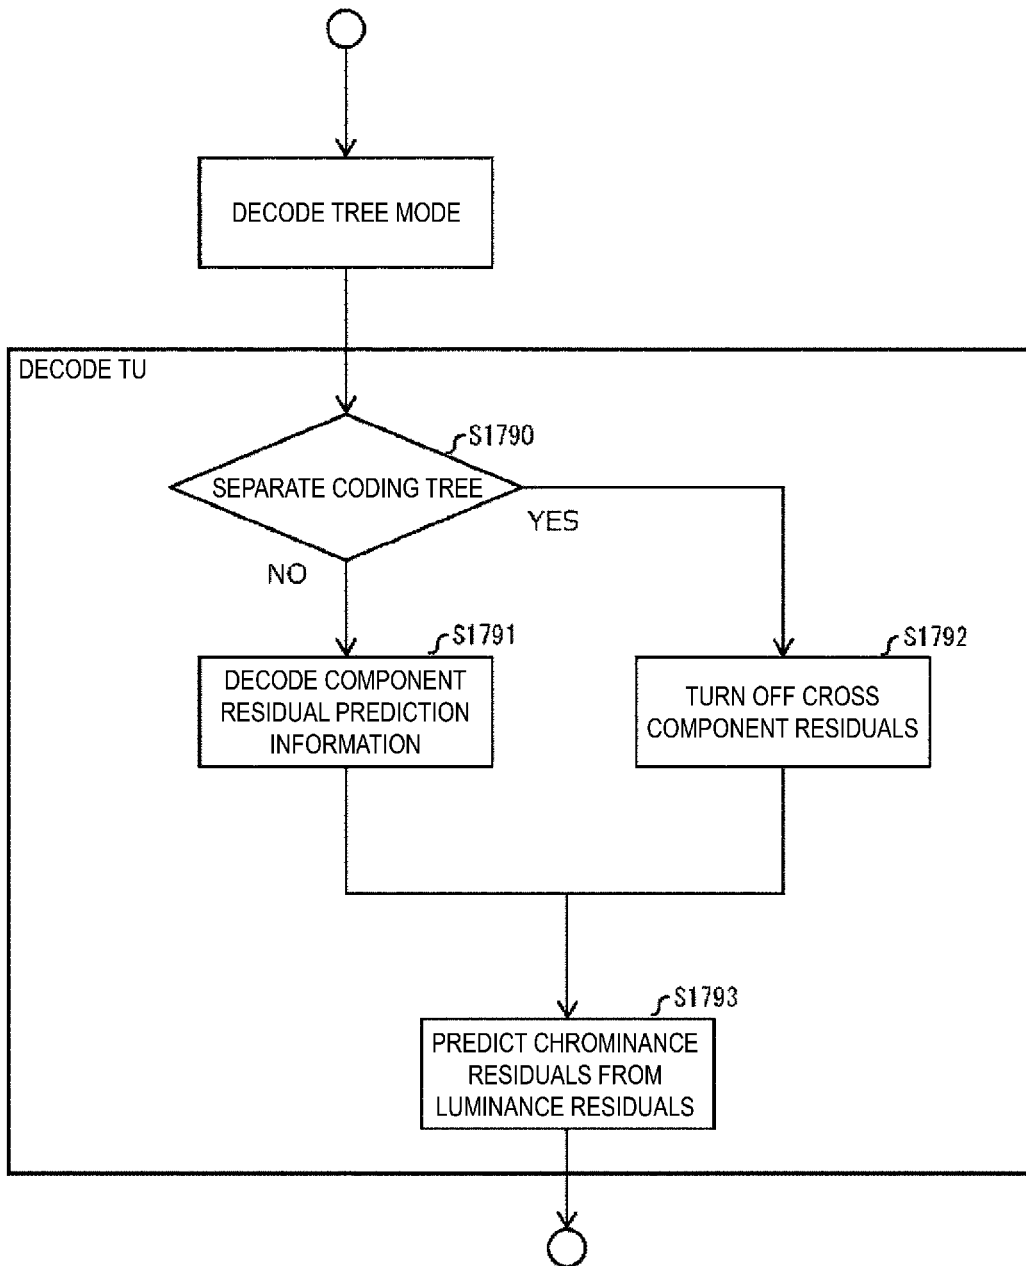 DECODE TREE MODE
DECODE TU
S1790
SEPARATE CODING TREE
YES
NO
S1791
DECODE COMPONENT
RESIDUAL PREDICTION
INFORMATION
S1792
TURN OFF CROSS
COMPONENT RESIDUALS
S1793
PREDICT CHROMINANCE
RESIDUALS FROM
LUMINANCE RESIDUALS